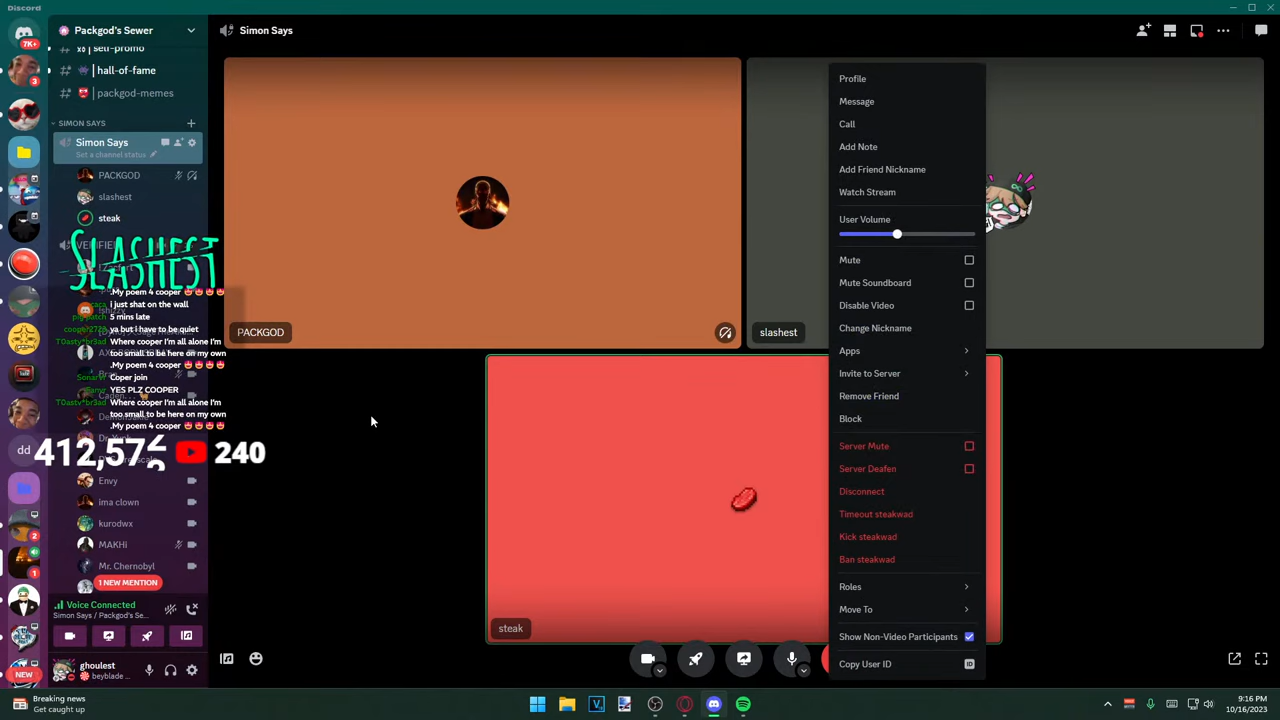 Discord
Packgod's Sewer
self-promo
| hall-of-fame
| packgod-memes
SIMON SAYS
Simon Says
Set a channel status
PACKGOD
slashest
steak
SLASHEST
.My poem 4 cooper
i just shat on the wall
5 mins late
cooper2729 ya but i have to be quiet
Where cooper I'm all alone I'm
too small to be here on my own
.My poem 4 cooper
Coper join
YES PLZ COOPER
Where cooper I'm all alone I'm
too small to be here on my own
.My poem 4 cooper
240
Envy
ima clown
kurodwx
MAKHi
Mr. Chernobyl
1 NEW MENTION
Voice Connected
Simon Says / Packgod's Se...
ghoulest
beyblade ...
7K+
3
dd
2
1
NEW
Simon Says
PACKGOD
slashest
steak
Profile
Message
Call
Add Note
Add Friend Nickname
Watch Stream
User Volume
Mute
Mute Soundboard
Disable Video
Change Nickname
Apps
Invite to Server
Remove Friend
Block
Server Mute
Server Deafen
Disconnect
Timeout steakwad
Kick steakwad
Ban steakwad
Roles
Move To
Show Non-Video Participants
Copy User ID
ID
Breaking news
Get caught up
9:16 PM
10/16/2023